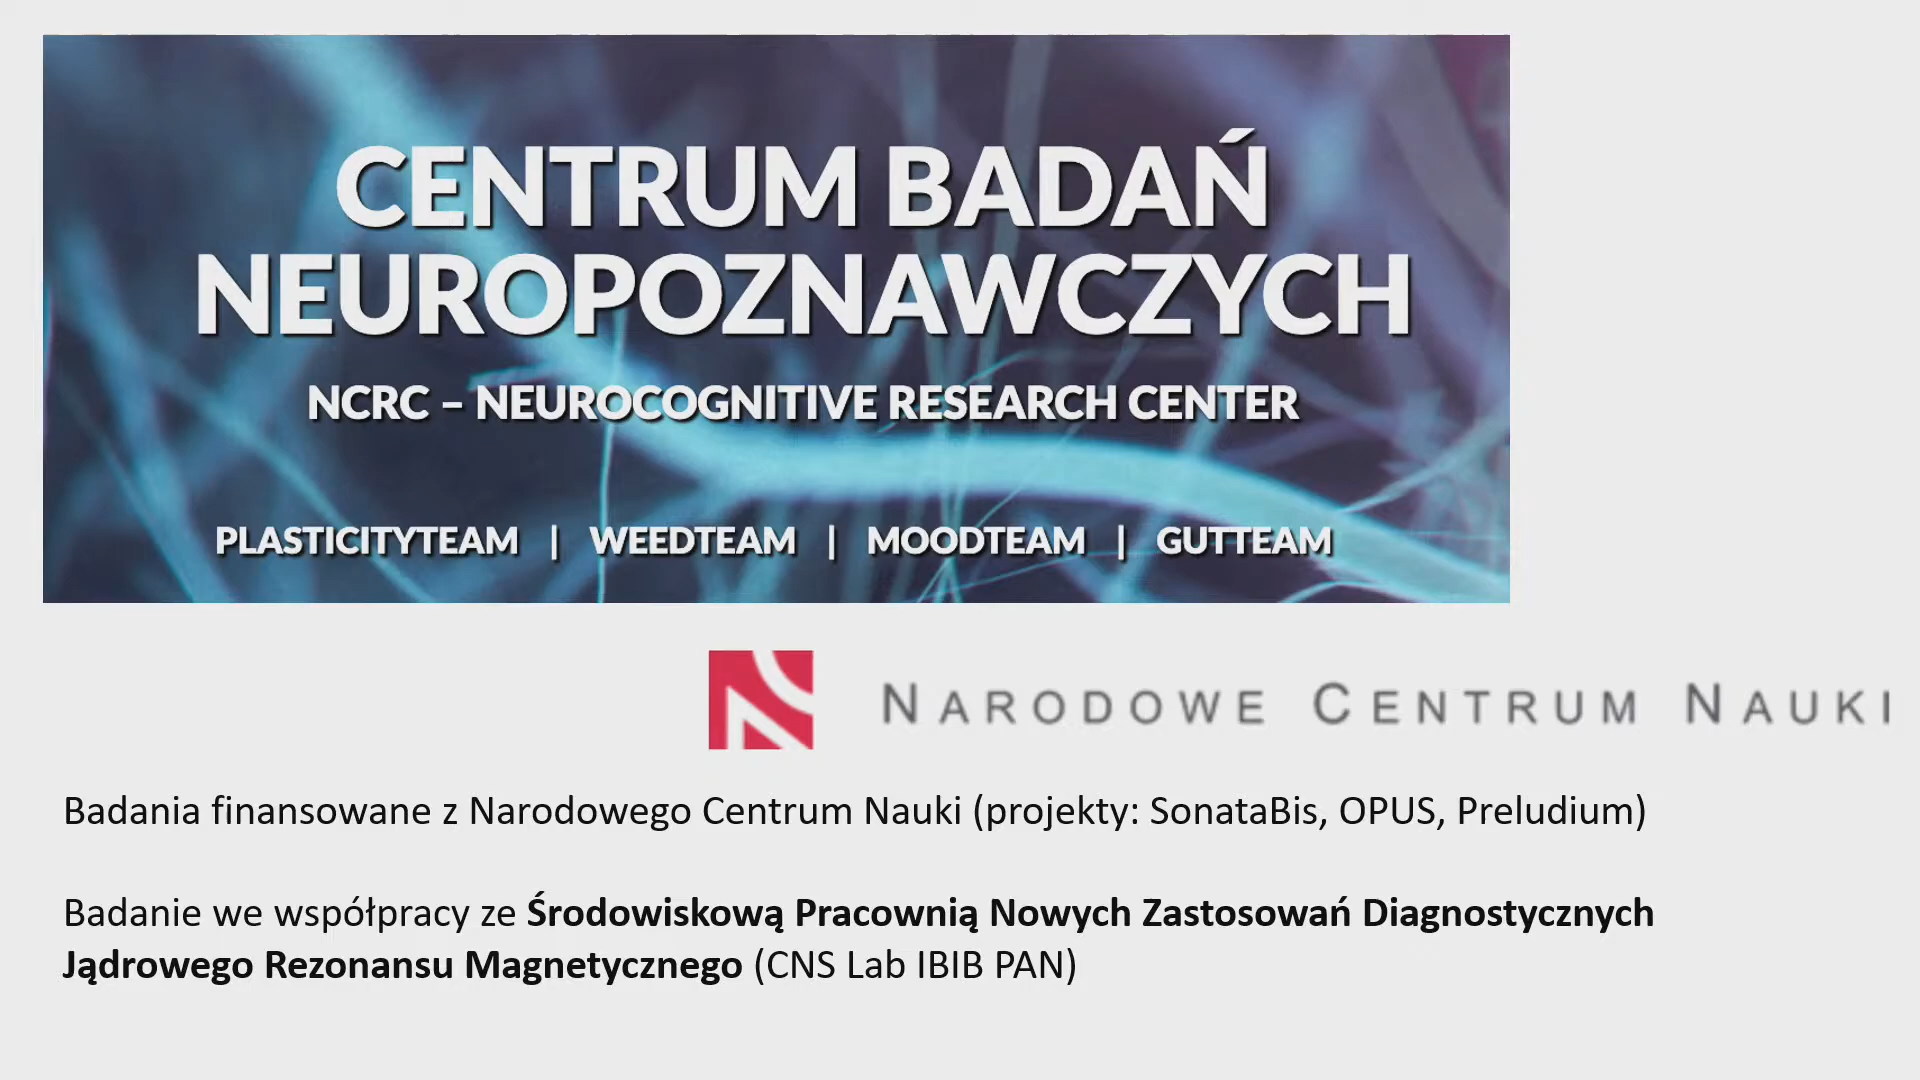 CENTRUM BADAŃ
NEUROPOZNAWCZYCH
NCRC – NEUROCOGNITIVE RESEARCH CENTER
PLASTICITYTEAM | WEEDTEAM | MOODTEAM | GUTTEAM
NARODOWE CENTRUM NAUKI
Badania finansowane z Narodowego Centrum Nauki (projekty: SonataBis, OPUS, Preludium)
Badanie we współpracy ze Środowiskową Pracownią Nowych Zastosowań Diagnostycznych
Jądrowego Rezonansu Magnetycznego (CNS Lab IBIB PAN)